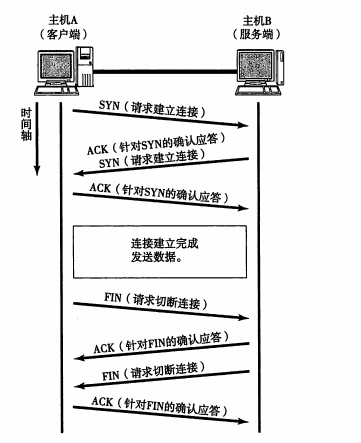 主机A
（客户端）
主机B
（服务端）
时间轴
SYN（请求建立连接）
ACK（针对SYN的确认应答）
SYN（请求建立连接）
ACK（针对SYN的确认应答）
连接建立完成
发送数据。
FIN（请求切断连接）
ACK（针对FIN的确认应答）
FIN（请求切断连接）
ACK（针对FIN的确认应答）